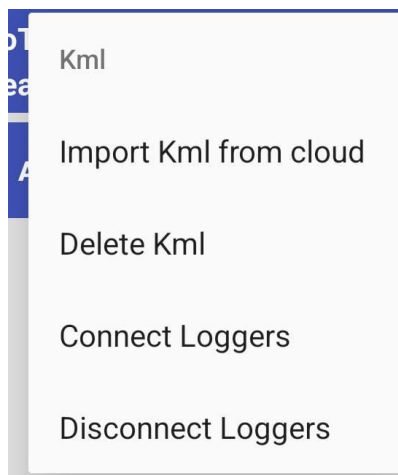 Kml
Import Kml from cloud
Delete Kml
Connect Loggers
Disconnect Loggers